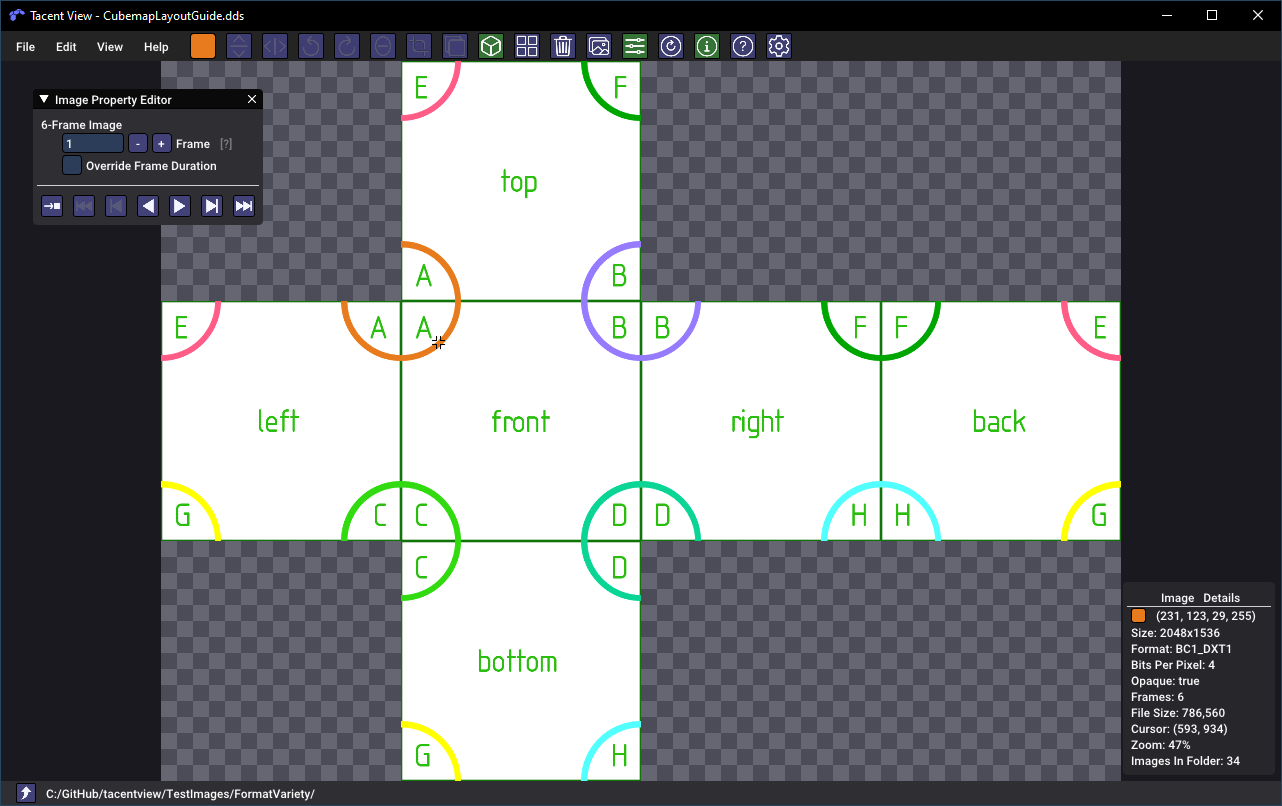 Tacent View - CubemapLayoutGuide.dds
File Edit View Help
Image Property Editor
6-Frame Image
1 - + Frame [?]
Override Frame Duration
E F
top
A B
E A A B B F F E
left front right back
G C C D D H H G
C D
bottom
G H
Image Details
(231, 123, 29, 255)
Size: 2048x1536
Format: BC1_DXT1
Bits Per Pixel: 4
Opaque: true
Frames: 6
File Size: 786,560
Cursor: (593, 934)
Zoom: 47%
Images In Folder: 34
C:/GitHub/tacentview/TestImages/FormatVariety/